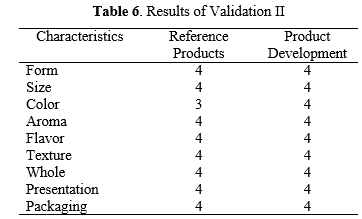 Table 6. Results of Validation II
Characteristics Reference Products Product Development
Form 4 4
Size 4 4
Color 3 4
Aroma 4 4
Flavor 4 4
Texture 4 4
Whole 4 4
Presentation 4 4
Packaging 4 4